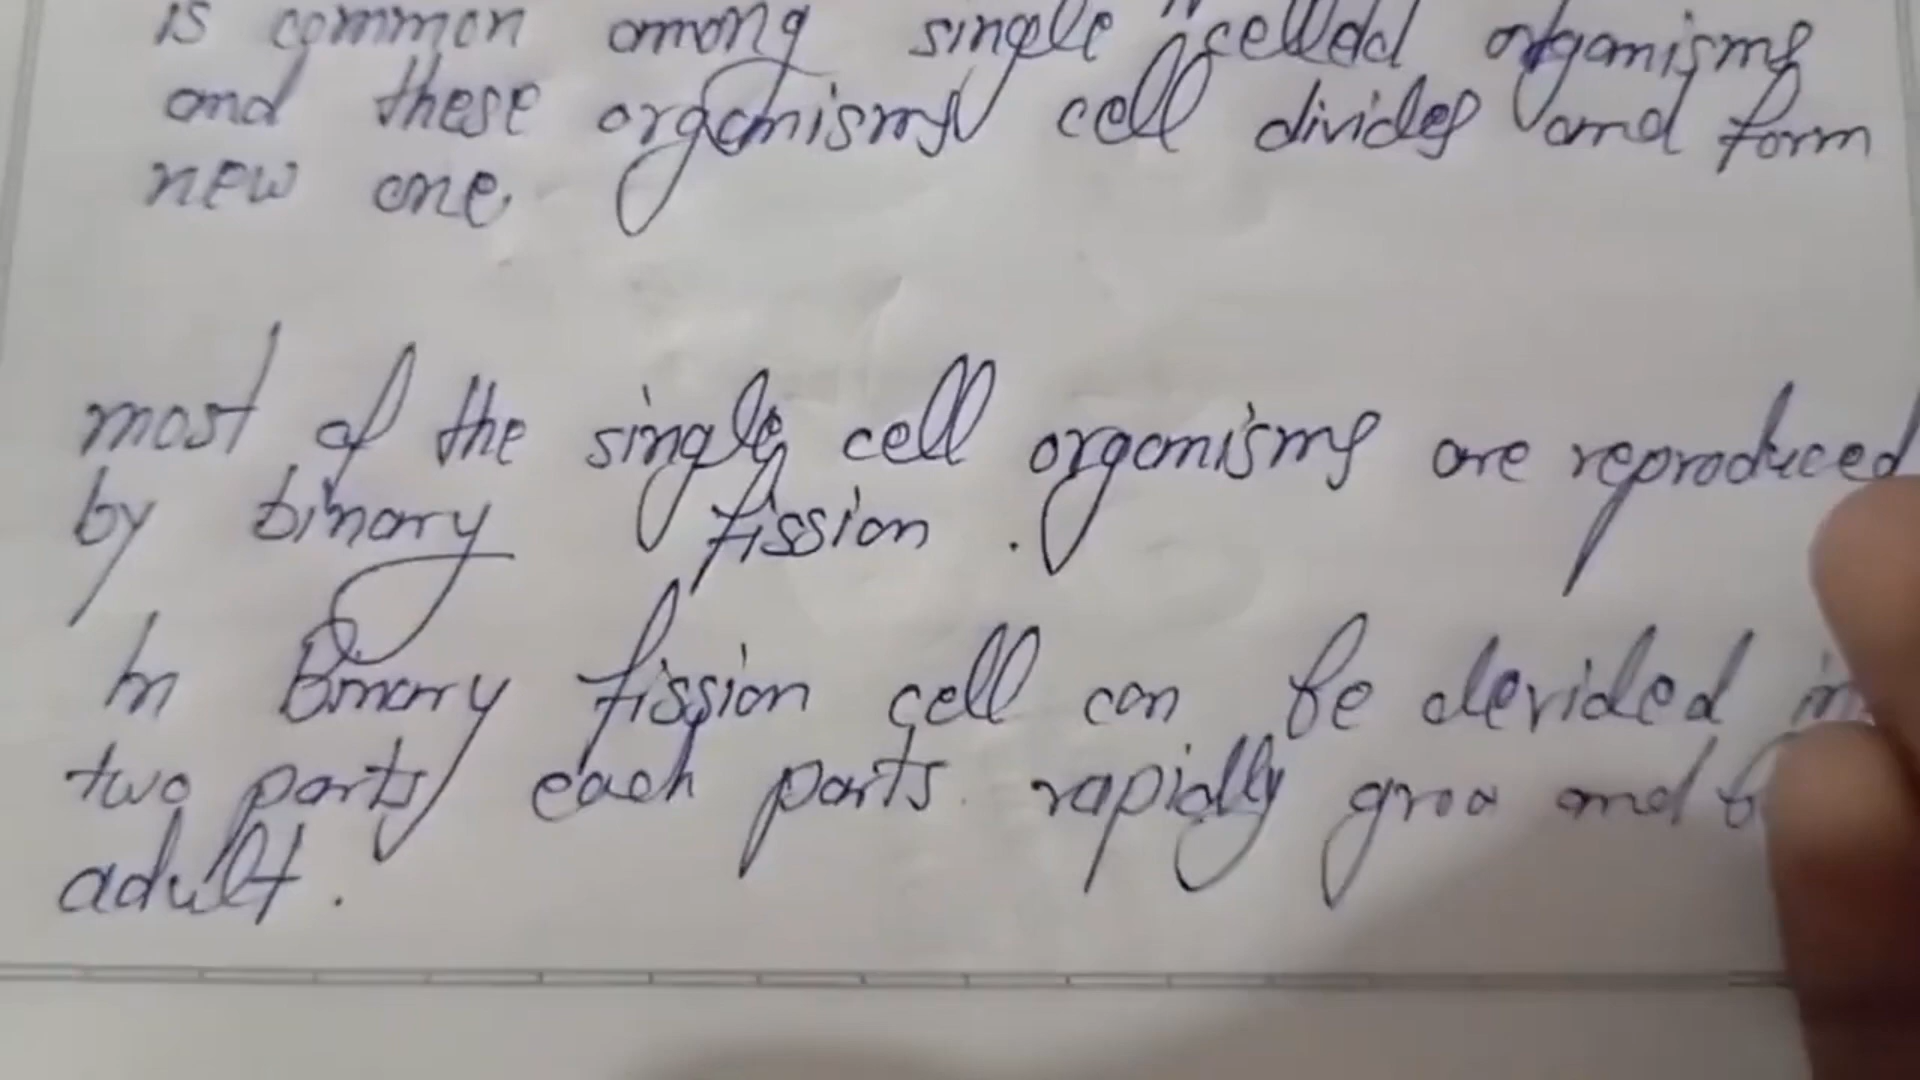 is common among single celled organisms
and these organisms cell divides and form
new one.
most of the single cell organisms are reproduced
by binary fission .
In Binary fission cell can be devided
two parts each parts rapidly grow and
adult .